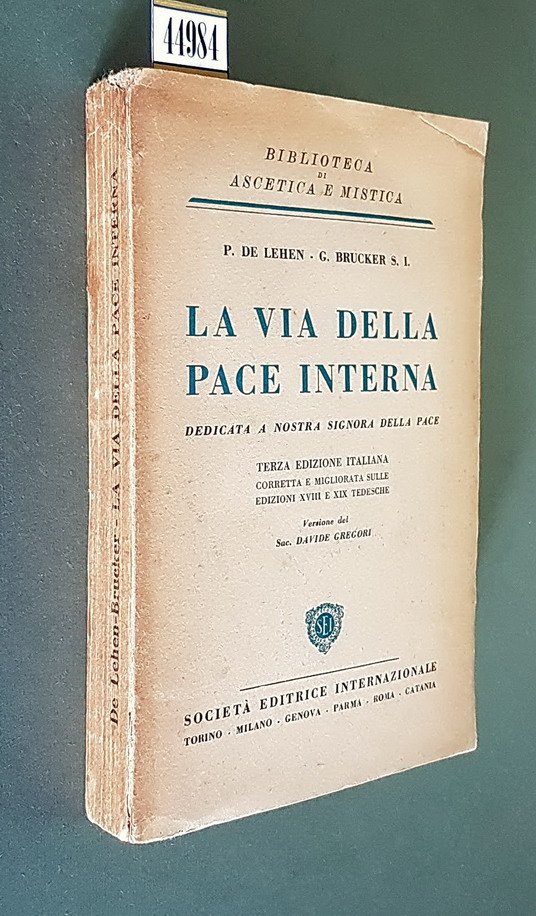 44984
BIBLIOTECA
DI
ASCETICA E MISTICA
P. DE LEHEN - G. BRUCKER S. I.
LA VIA DELLA
PACE INTERNA
DEDICATA A NOSTRA SIGNORA DELLA PACE
TERZA EDIZIONE ITALIANA
CORRETTA E MIGLIORATA SULLE
EDIZIONI XVIII E XIX TEDESCHE
Versione del
Sac. DAVIDE GREGORI
SEI
SOCIETÀ EDITRICE INTERNAZIONALE
TORINO - MILANO - GENOVA - PARMA - ROMA - CATANIA
De Lehen-Brucker - LA VIA DELLA PACE INTERNA